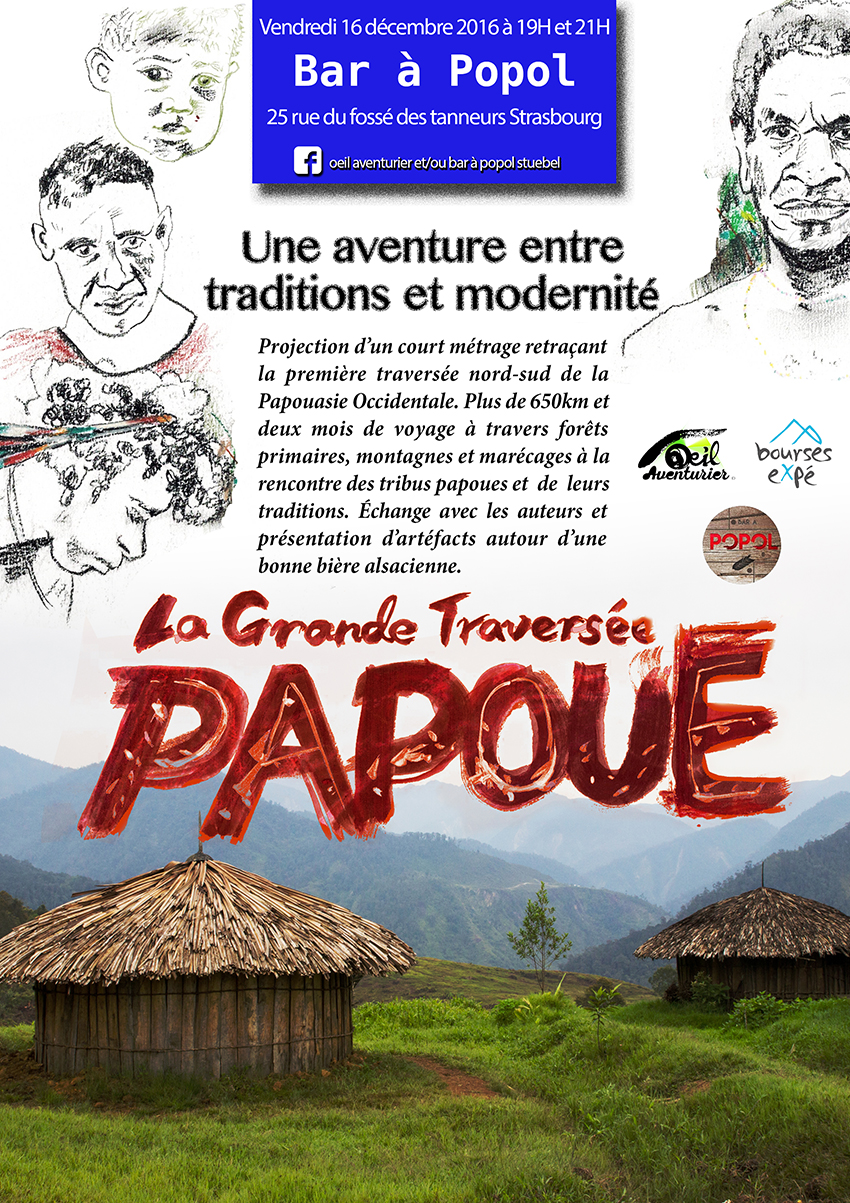 Vendredi 16 décembre 2016 à 19H et 21H
Bar à Popol
25 rue du fossé des tanneurs Strasbourg
f oeil aventurier et/ou bar à popol stuebel
Une aventure entre
traditions et modernité
Projection d'un court métrage retraçant
la première traversée nord-sud de la
Papouasie Occidentale. Plus de 650km et
deux mois de voyage à travers forêts
primaires, montagnes et marécages à la
rencontre des tribus papoues et de leurs
traditions. Échange avec les auteurs et
présentation d'artéfacts autour d'une
bonne bière alsacienne.
Oeil
Aventurier
bourses
expé
BAR À
POPOL
La Grande Traversée
PAPOUE